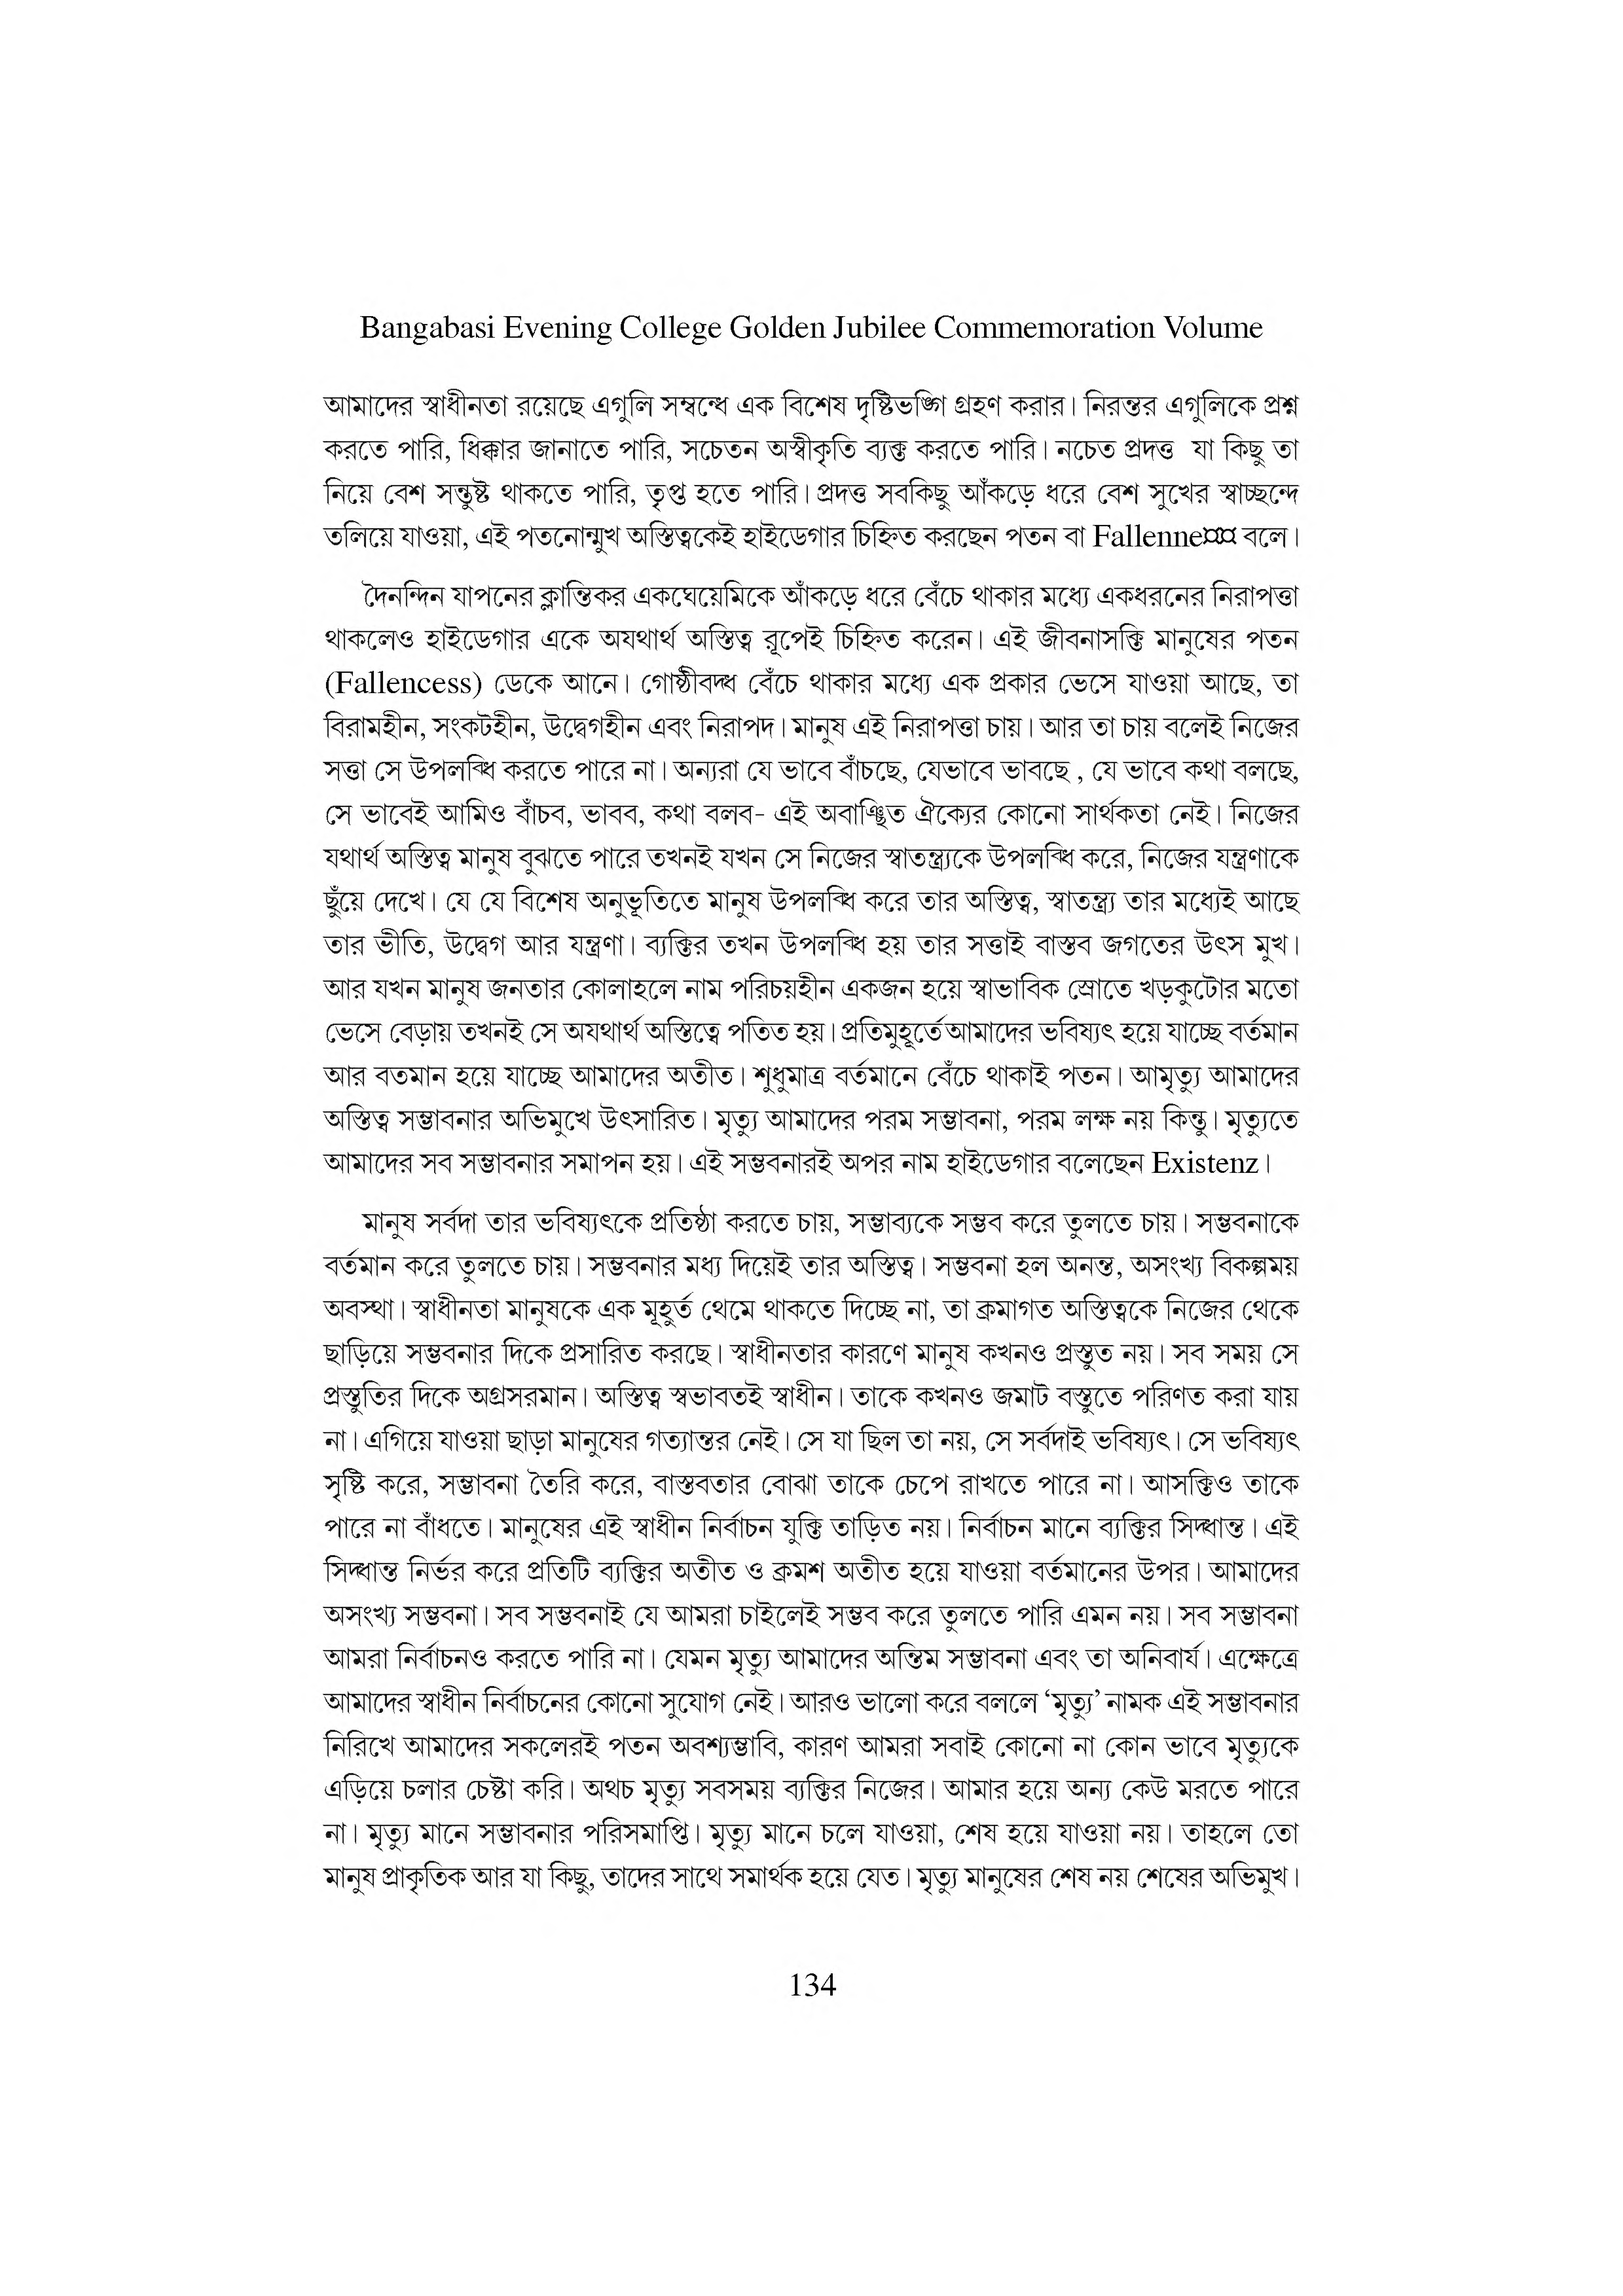 Bangabasi Evening College Golden Jubilee Commemoration Volume
আমাদের স্বাধীনতা রয়েছে এগুলি সম্বন্ধে এক বিশেষ দৃষ্টিভঙ্গি গ্রহণ করার। নিরন্তর এগুলিকে প্রশ্ন
করতে পারি, ধিক্কার জানাতে পারি, সচেতন অস্বীকৃতি ব্যক্ত করতে পারি। নচেত প্রদত্ত যা কিছু তা
নিয়ে বেশ সন্তুষ্ট থাকতে পারি, তৃপ্ত হতে পারি। প্রদত্ত সবকিছু আঁকড়ে ধরে বেশ সুখের স্বাচ্ছন্দে
তলিয়ে যাওয়া, এই পতনোন্মুখ অস্তিত্বকেই হাইডেগার চিহ্নিত করছেন পতন বা Fallenne¤¤ বলে।
দৈনন্দিন যাপনের ক্লান্তিকর একঘেয়েমিকে আঁকড়ে ধরে বেঁচে থাকার মধ্যে একধরনের নিরাপত্তা
থাকলেও হাইডেগার একে অযথার্থ অস্তিত্ব রূপেই চিহ্নিত করেন। এই জীবনাসক্তি মানুষের পতন
(Fallencess) ডেকে আনে। গোষ্ঠীবদ্ধ বেঁচে থাকার মধ্যে এক প্রকার ভেসে যাওয়া আছে, তা
বিরামহীন, সংকটহীন, উদ্বেগহীন এবং নিরাপদ। মানুষ এই নিরাপত্তা চায়। আর তা চায় বলেই নিজের
সত্তা সে উপলব্ধি করতে পারে না। অন্যরা যে ভাবে বাঁচছে, যেভাবে ভাবছে , যে ভাবে কথা বলছে,
সে ভাবেই আমিও বাঁচব, ভাবব, কথা বলব- এই অবাঞ্ছিত ঐক্যের কোনো সার্থকতা নেই। নিজের
যথার্থ অস্তিত্ব মানুষ বুঝতে পারে তখনই যখন সে নিজের স্বাতন্ত্র্যকে উপলব্ধি করে, নিজের যন্ত্রণাকে
ছুঁয়ে দেখে। যে যে বিশেষ অনুভূতিতে মানুষ উপলব্ধি করে তার অস্তিত্ব, স্বাতন্ত্র্য তার মধ্যেই আছে
তার ভীতি, উদ্বেগ আর যন্ত্রণা। ব্যক্তির তখন উপলব্ধি হয় তার সত্তাই বাস্তব জগতের উৎস মুখ।
আর যখন মানুষ জনতার কোলাহলে নাম পরিচয়হীন একজন হয়ে স্বাভাবিক স্রোতে খড়কুটোর মতো
ভেসে বেড়ায় তখনই সে অযথার্থ অস্তিত্বে পতিত হয়। প্রতিমুহূর্তে আমাদের ভবিষ্যৎ হয়ে যাচ্ছে বর্তমান
আর বতমান হয়ে যাচ্ছে আমাদের অতীত। শুধুমাত্র বর্তমানে বেঁচে থাকাই পতন। আমৃত্যু আমাদের
অস্তিত্ব সম্ভাবনার অভিমুখে উৎসারিত। মৃত্যু আমাদের পরম সম্ভাবনা, পরম লক্ষ নয় কিন্তু। মৃত্যুতে
আমাদের সব সম্ভাবনার সমাপন হয়। এই সম্ভবনারই অপর নাম হাইডেগার বলেছেন Existenz।
মানুষ সর্বদা তার ভবিষ্যৎকে প্রতিষ্ঠা করতে চায়, সম্ভাব্যকে সম্ভব করে তুলতে চায়। সম্ভবনাকে
বর্তমান করে তুলতে চায়। সম্ভবনার মধ্য দিয়েই তার অস্তিত্ব। সম্ভবনা হল অনন্ত, অসংখ্য বিকল্পময়
অবস্থা। স্বাধীনতা মানুষকে এক মূহুর্ত থেমে থাকতে দিচ্ছে না, তা ক্রমাগত অস্তিত্বকে নিজের থেকে
ছাড়িয়ে সম্ভবনার দিকে প্রসারিত করছে। স্বাধীনতার কারণে মানুষ কখনও প্রস্তুত নয়। সব সময় সে
প্রস্তুতির দিকে অগ্রসরমান। অস্তিত্ব স্বভাবতই স্বাধীন। তাকে কখনও জমাট বস্তুতে পরিণত করা যায়
না। এগিয়ে যাওয়া ছাড়া মানুষের গত্যান্তর নেই। সে যা ছিল তা নয়, সে সর্বদাই ভবিষ্যৎ। সে ভবিষ্যৎ
সৃষ্টি করে, সম্ভাবনা তৈরি করে, বাস্তবতার বোঝা তাকে চেপে রাখতে পারে না। আসক্তিও তাকে
পারে না বাঁধতে। মানুষের এই স্বাধীন নির্বাচন যুক্তি তাড়িত নয়। নির্বাচন মানে ব্যক্তির সিদ্ধান্ত। এই
সিদ্ধান্ত নির্ভর করে প্রতিটি ব্যক্তির অতীত ও ক্রমশ অতীত হয়ে যাওয়া বর্তমানের উপর। আমাদের
অসংখ্য সম্ভবনা। সব সম্ভবনাই যে আমরা চাইলেই সম্ভব করে তুলতে পারি এমন নয়। সব সম্ভাবনা
আমরা নির্বাচনও করতে পারি না। যেমন মৃত্যু আমাদের অন্তিম সম্ভাবনা এবং তা অনিবার্য। এক্ষেত্রে
আমাদের স্বাধীন নির্বাচনের কোনো সুযোগ নেই। আরও ভালো করে বললে ‘মৃত্যু’ নামক এই সম্ভাবনার
নিরিখে আমাদের সকলেরই পতন অবশ্যম্ভাবি, কারণ আমরা সবাই কোনো না কোন ভাবে মৃত্যুকে
এড়িয়ে চলার চেষ্টা করি। অথচ মৃত্যু সবসময় ব্যক্তির নিজের। আমার হয়ে অন্য কেউ মরতে পারে
না। মৃত্যু মানে সম্ভাবনার পরিসমাপ্তি। মৃত্যু মানে চলে যাওয়া, শেষ হয়ে যাওয়া নয়। তাহলে তো
মানুষ প্রাকৃতিক আর যা কিছু, তাদের সাথে সমার্থক হয়ে যেত। মৃত্যু মানুষের শেষ নয় শেষের অভিমুখ।
134